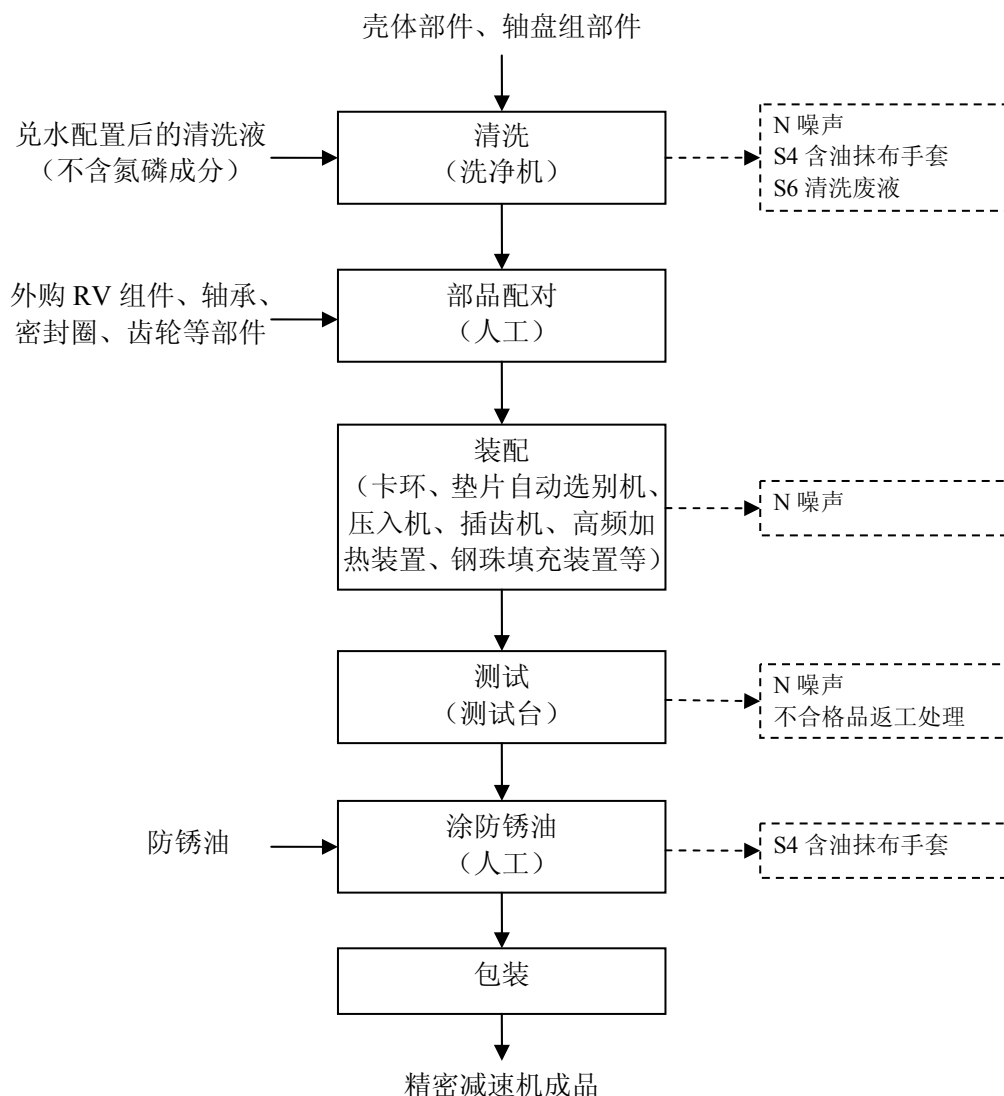 壳体部件、轴盘组部件
兑水配置后的清洗液
（不含氮磷成分）
清洗
（洗净机）
N 噪声
S4 含油抹布手套
S6 清洗废液
外购 RV 组件、轴承、
密封圈、齿轮等部件
部品配对
（人工）
装配
（卡环、垫片自动选别机、
压入机、插齿机、高频加
热装置、钢珠填充装置等）
N 噪声
测试
（测试台）
N 噪声
不合格品返工处理
防锈油
涂防锈油
（人工）
S4 含油抹布手套
包装
精密减速机成品